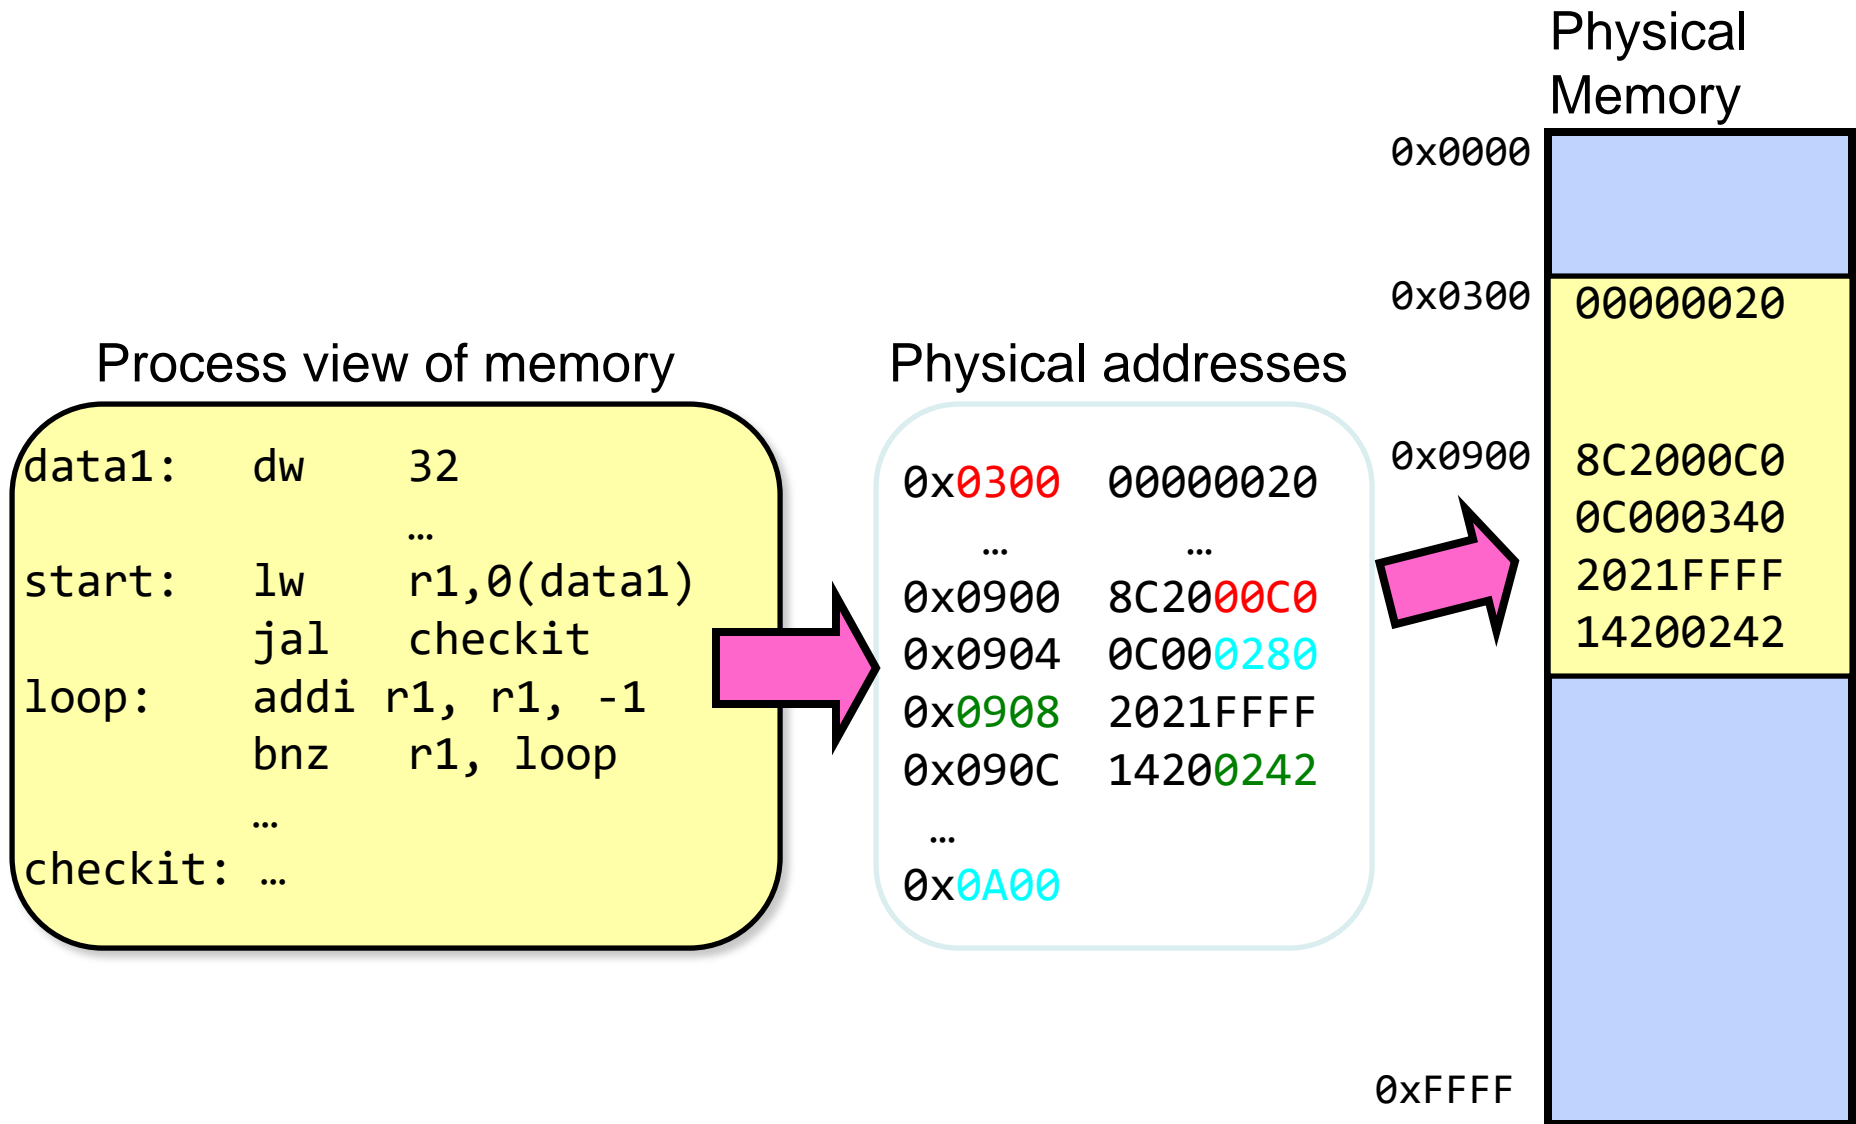 Physical
Memory
0x0000
0x0300 00000020
0x0900 8C2000C0
0C000340
2021FFFF
14200242
0xFFFF
Process view of memory
data1: dw 32
…
start: lw r1,0(data1)
jal checkit
loop: addi r1, r1, -1
bnz r1, loop
…
checkit: …
Physical addresses
0x0300 00000020
… …
0x0900 8C2000C0
0x0904 0C000280
0x0908 2021FFFF
0x090C 14200242
…
0x0A00